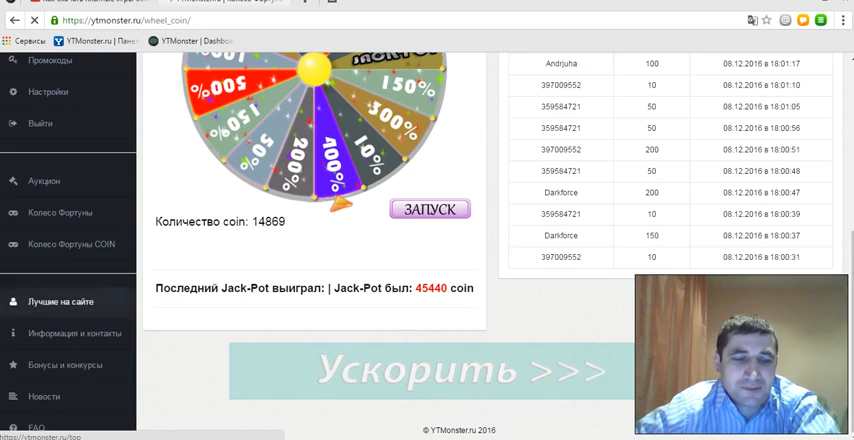 YTMonster.ru | Колесо Фортун
https://ytmonster.ru/wheel_coin/
Сервисы
YTMonster.ru | Пане
YTMonster | Dashbo
Промокоды
Настройки
Выйти
Аукцион
Колесо Фортуны
Колесо Фортуны COIN
Лучшие на сайте
Информация и контакты
Бонусы и конкурсы
Новости
FAQ
https://ytmonster.ru/top
100%
JACKPOT
500%
150%
150%
300%
50%
200%
400%
10%
ЗАПУСК
Количество coin: 14869
Последний Jack-Pot выиграл: | Jack-Pot был: 45440 coin
Andrjuha 100 08.12.2016 в 18:01:17
397009552 10 08.12.2016 в 18:01:10
359584721 50 08.12.2016 в 18:01:05
359584721 50 08.12.2016 в 18:00:56
397009552 200 08.12.2016 в 18:00:51
359584721 50 08.12.2016 в 18:00:48
Darkforce 200 08.12.2016 в 18:00:47
359584721 10 08.12.2016 в 18:00:39
Darkforce 150 08.12.2016 в 18:00:37
397009552 10 08.12.2016 в 18:00:31
Ускорить >>>
© YTMonster.ru 2016